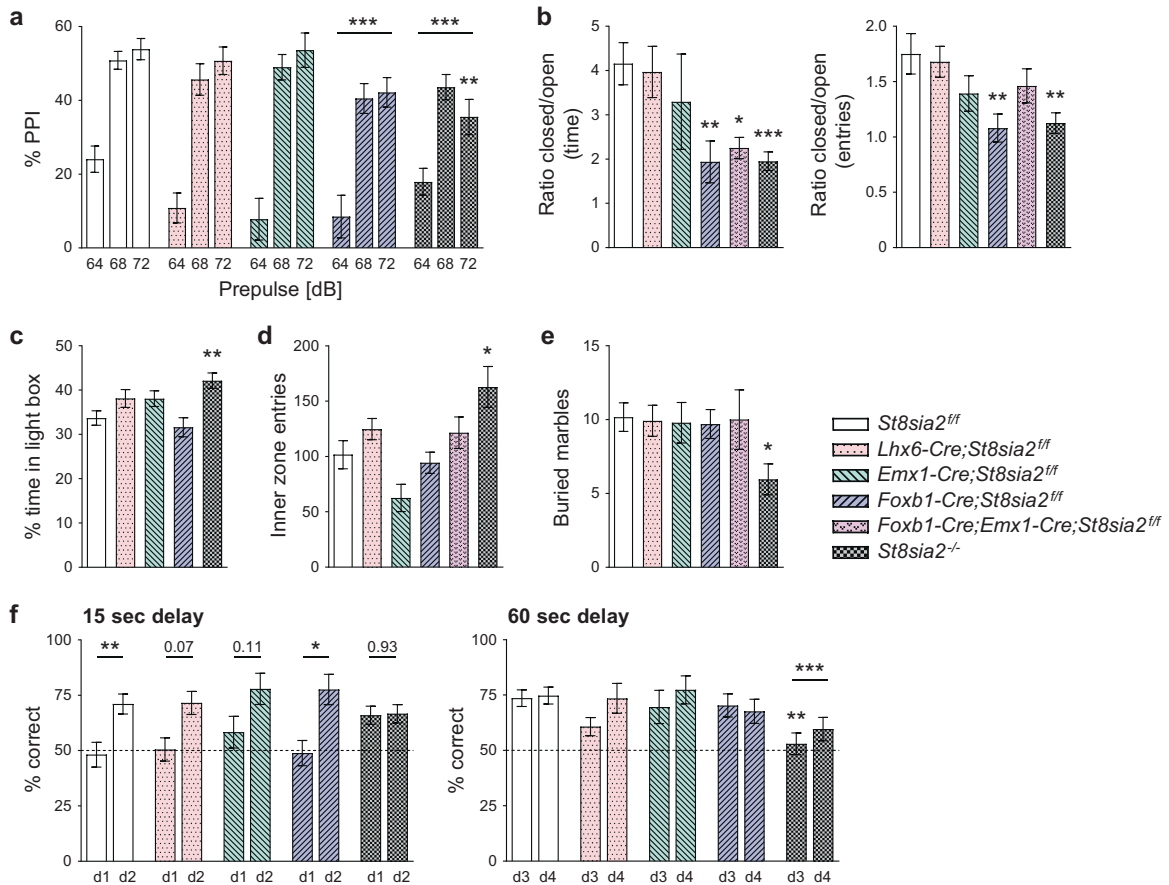 a
60
40
20
0
% PPI
***
***
**
64 68 72 64 68 72 64 68 72 64 68 72 64 68 72
Prepulse [dB]
b
5
4
3
2
1
0
Ratio closed/open
(time)
**
*
***
2.0
1.5
1.0
0.5
0
Ratio closed/open
(entries)
**
**
c
50
40
30
20
10
0
% time in light box
**
d
200
150
100
50
0
Inner zone entries
*
e
15
10
5
0
Buried marbles
*
St8sia2f/f
Lhx6-Cre;St8sia2f/f
Emx1-Cre;St8sia2f/f
Foxb1-Cre;St8sia2f/f
Foxb1-Cre;Emx1-Cre;St8sia2f/f
St8sia2-/-
f
15 sec delay
100
75
50
25
0
% correct
** 0.07 0.11 * 0.93
d1 d2 d1 d2 d1 d2 d1 d2 d1 d2
60 sec delay
100
75
50
25
0
% correct
***
**
d3 d4 d3 d4 d3 d4 d3 d4 d3 d4